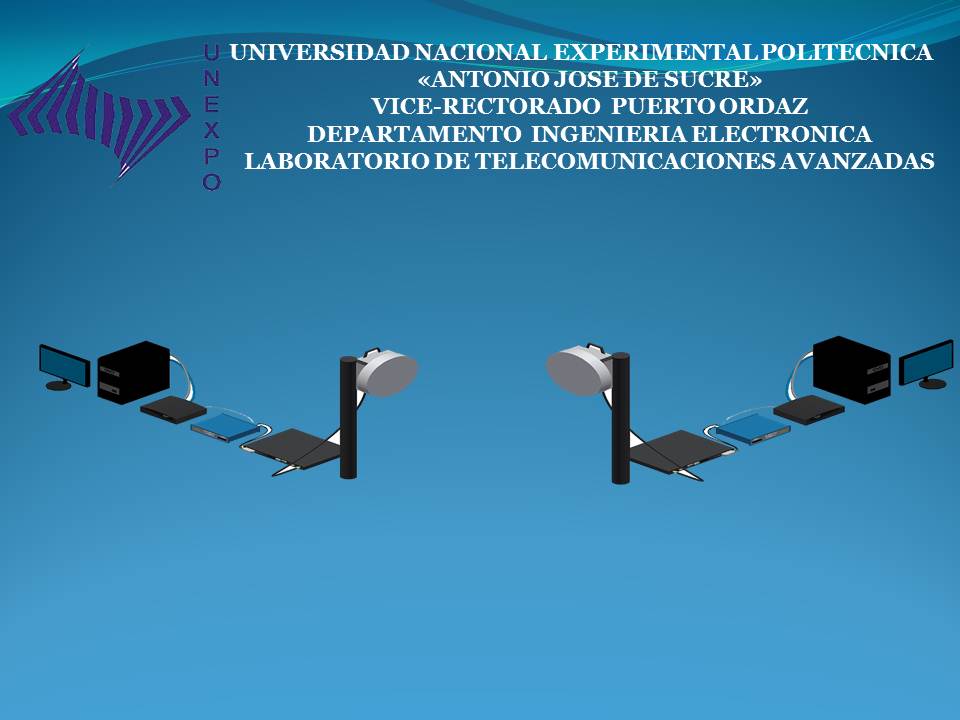 UNEXPO
UNIVERSIDAD NACIONAL EXPERIMENTAL POLITECNICA
«ANTONIO JOSE DE SUCRE»
VICE-RECTORADO PUERTO ORDAZ
DEPARTAMENTO INGENIERIA ELECTRONICA
LABORATORIO DE TELECOMUNICACIONES AVANZADAS